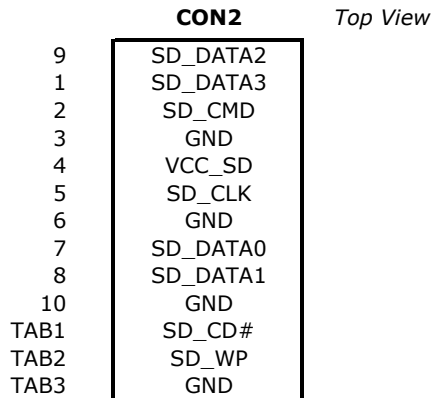 CON2 Top View
9 SD_DATA2
1 SD_DATA3
2 SD_CMD
3 GND
4 VCC_SD
5 SD_CLK
6 GND
7 SD_DATA0
8 SD_DATA1
10 GND
TAB1 SD_CD#
TAB2 SD_WP
TAB3 GND